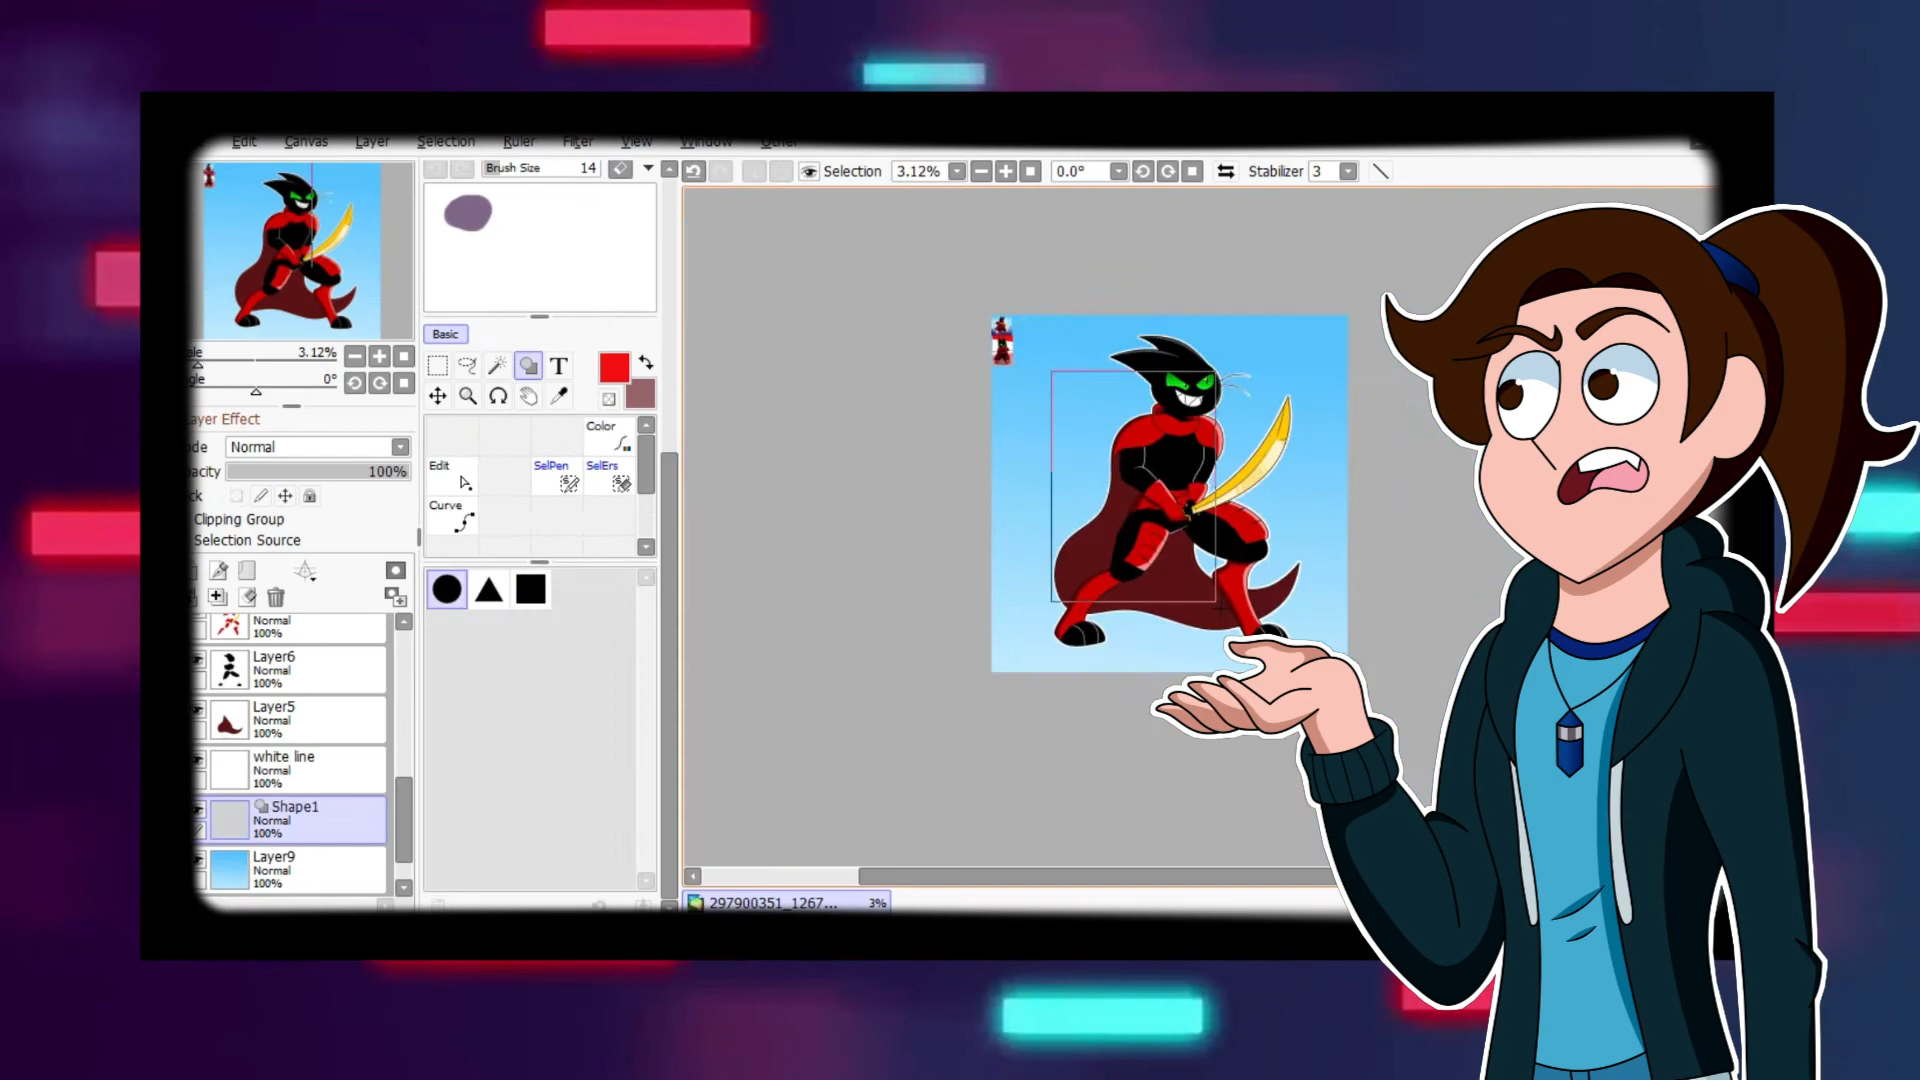 Edit Canvas Layer Selection Ruler Filter View Window Other
Brush Size 14
Selection 3.12% 0.0° Stabilizer 3
3.12%
0°
Basic
T
Layer Effect
Normal
100%
Clipping Group
Selection Source
Color
Edit SelPen SelErs
Curve
Normal
100%
Layer6
Normal
100%
Layer5
Normal
100%
white line
Normal
100%
Shape1
Normal
100%
Layer9
Normal
100%
297900351_1267... 3%